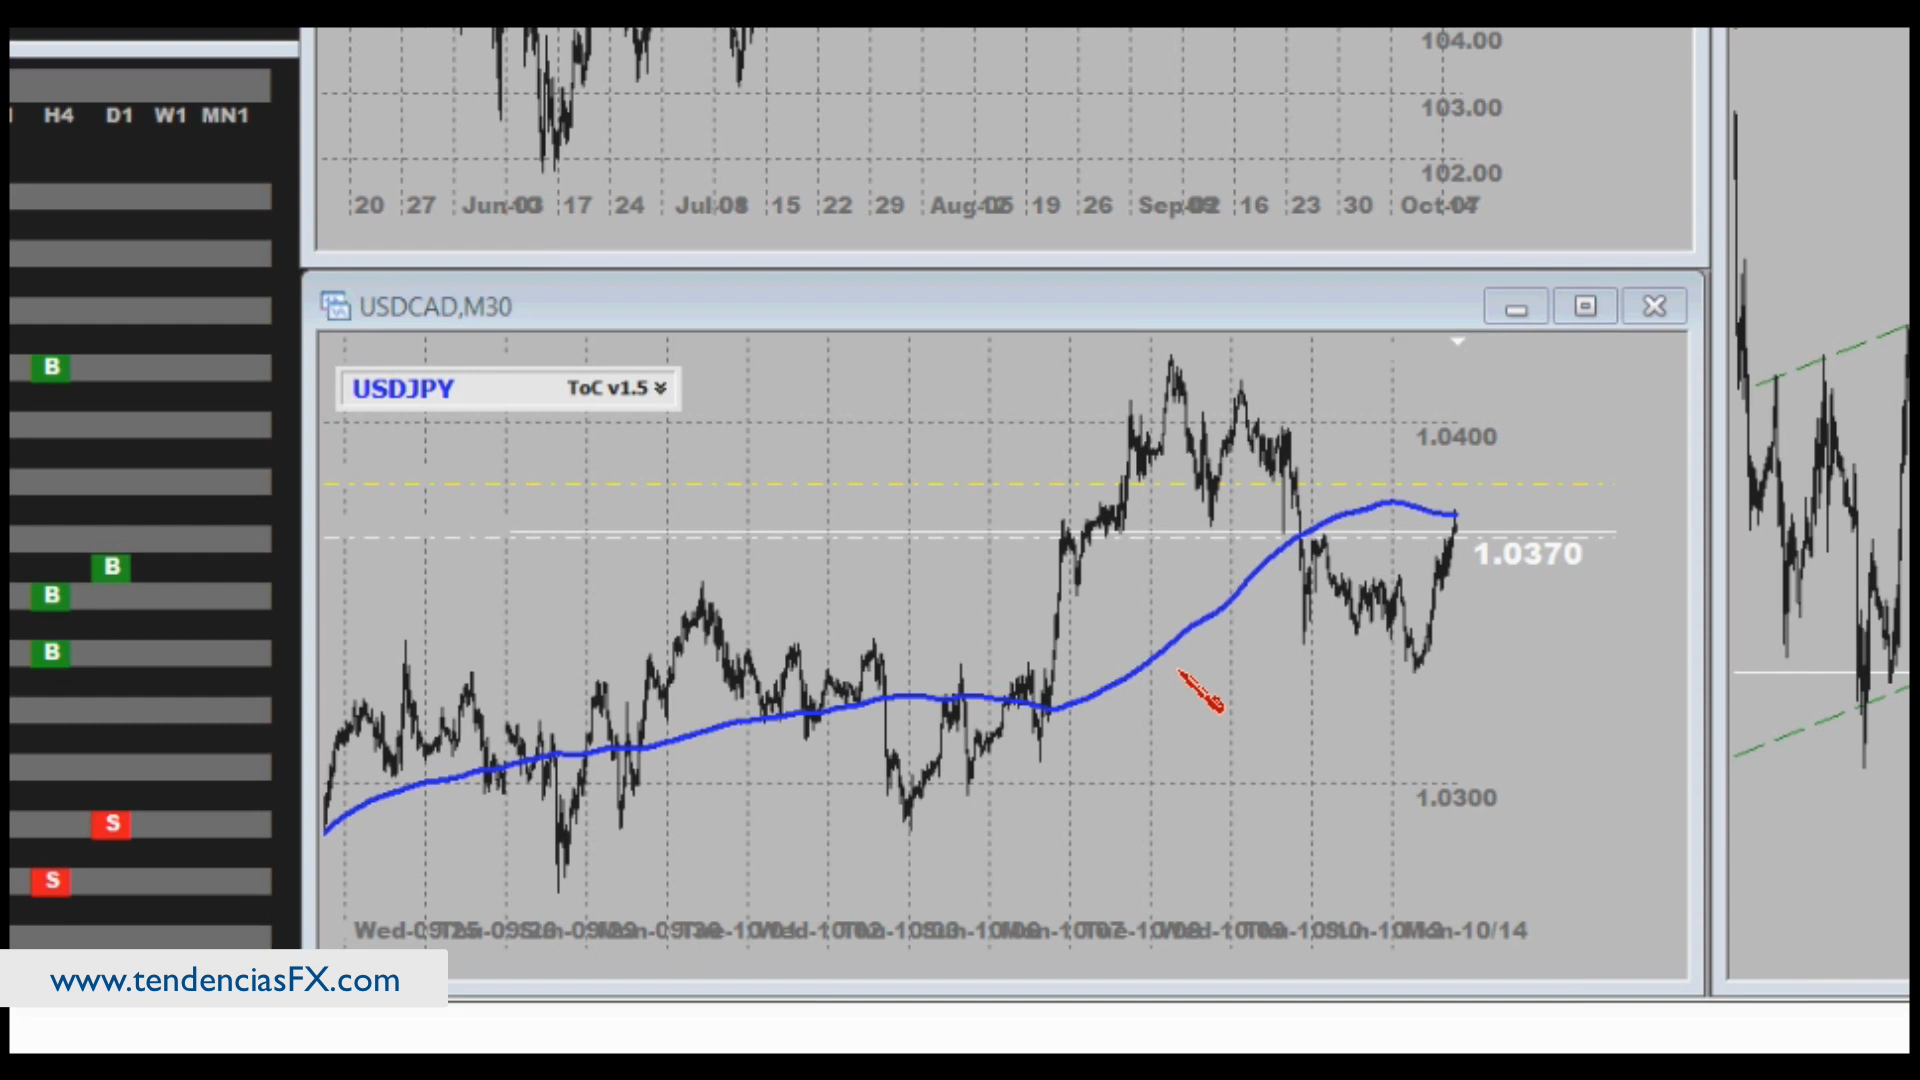 104.00
H4 D1 W1 MN1
103.00
102.00
20 27 17 24 15 22 29 19 26 16 23 30
USDCAD,M30
USDJPY ToC v1.5
B
1.0400
1.0370
B
B
B
1.0300
S
S
www.tendenciasFX.com